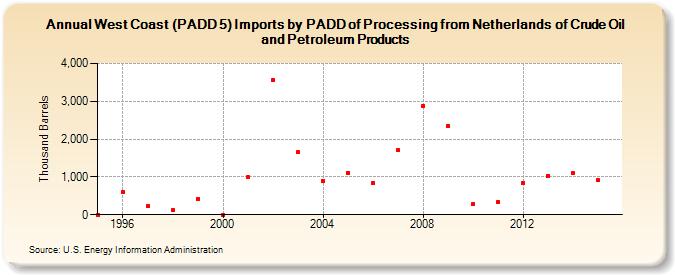 Annual West Coast (PADD 5) Imports by PADD of Processing from Netherlands of Crude Oil
and Petroleum Products
Thousand Barrels
4,000
3,000
2,000
1,000
0
1996
2000
2004
2008
2012
Source: U.S. Energy Information Administration